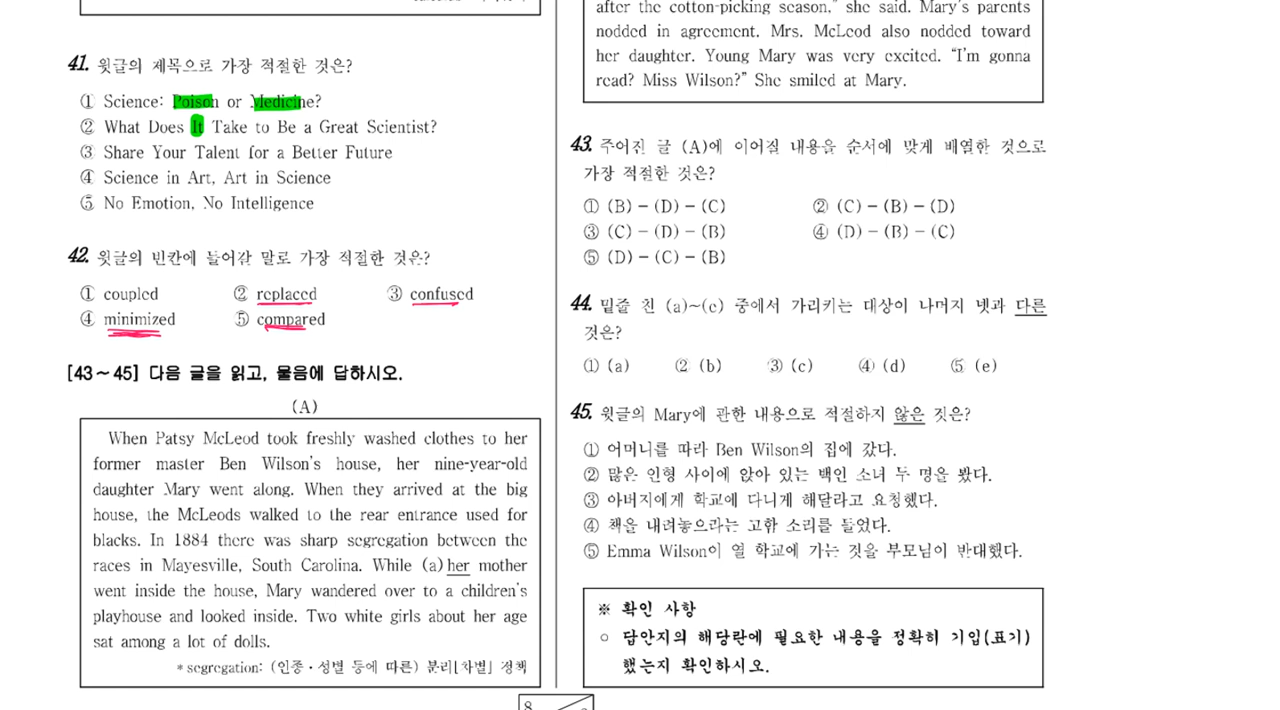 41. 윗글의 제목으로 가장 적절한 것은?
① Science: Poison or Medicine?
② What Does It Take to Be a Great Scientist?
③ Share Your Talent for a Better Future
④ Science in Art, Art in Science
⑤ No Emotion, No Intelligence
42. 윗글의 빈칸에 들어갈 말로 가장 적절한 것은?
① coupled ② replaced ③ confused
④ minimized ⑤ compared
[43~45] 다음 글을 읽고, 물음에 답하시오.
(A)
When Patsy McLeod took freshly washed clothes to her
former master Ben Wilson's house, her nine-year-old
daughter Mary went along. When they arrived at the big
house, the McLeods walked to the rear entrance used for
blacks. In 1884 there was sharp segregation between the
races in Mayesville, South Carolina. While (a) her mother
went inside the house, Mary wandered over to a children's
playhouse and looked inside. Two white girls about her age
sat among a lot of dolls.
* segregation: (인종·성별 등에 따른) 분리[차별] 정책
after the cotton-picking season," she said. Mary's parents
nodded in agreement. Mrs. McLeod also nodded toward
her daughter. Young Mary was very excited. "I'm gonna
read? Miss Wilson?" She smiled at Mary.
43. 주어진 글 (A)에 이어질 내용을 순서에 맞게 배열한 것으로
가장 적절한 것은?
① (B) - (D) - (C) ② (C) - (B) - (D)
③ (C) - (D) - (B) ④ (D) - (B) - (C)
⑤ (D) - (C) - (B)
44. 밑줄 친 (a)~(e) 중에서 가리키는 대상이 나머지 넷과 다른
것은?
① (a) ② (b) ③ (c) ④ (d) ⑤ (e)
45. 윗글의 Mary에 관한 내용으로 적절하지 않은 것은?
① 어머니를 따라 Ben Wilson의 집에 갔다.
② 많은 인형 사이에 앉아 있는 백인 소녀 두 명을 봤다.
③ 아버지에게 학교에 다니게 해달라고 요청했다.
④ 책을 내려놓으라는 고함 소리를 들었다.
⑤ Emma Wilson이 열 학교에 가는 것을 부모님이 반대했다.
※ 확인 사항
○ 답안지의 해당란에 필요한 내용을 정확히 기입(표기)
했는지 확인하시오.
8